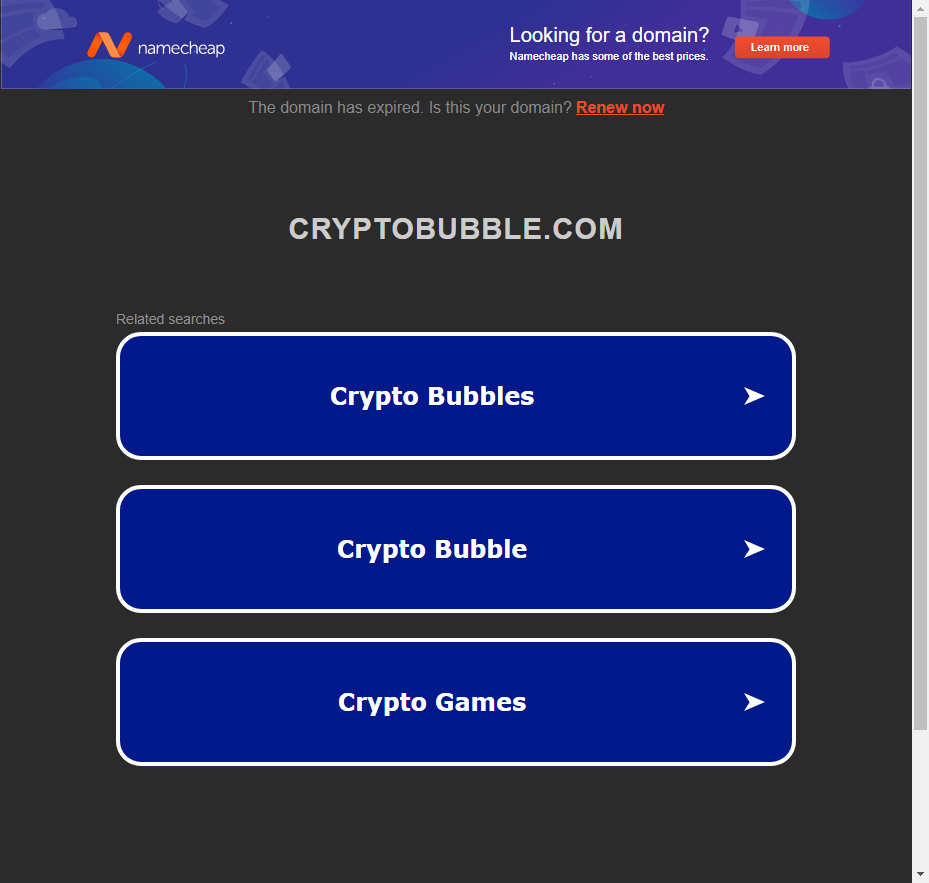 namecheap
Looking for a domain?
Namecheap has some of the best prices.
Learn more
The domain has expired. Is this your domain? Renew now
CRYPTOBUBBLE.COM
Related searches
Crypto Bubbles
Crypto Bubble
Crypto Games